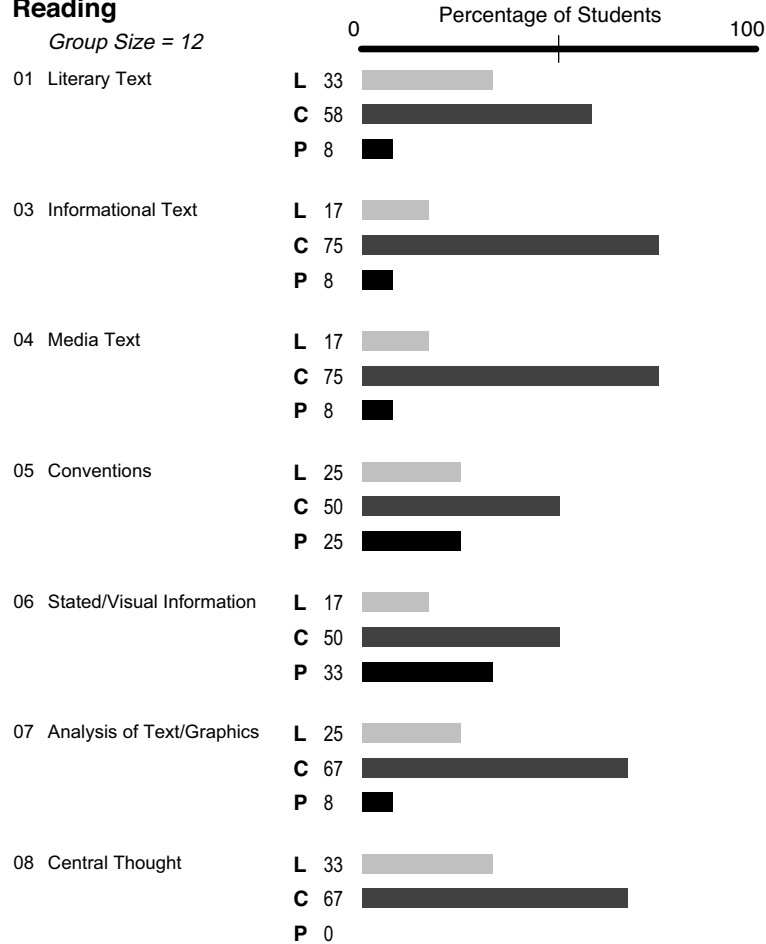 Reading
Percentage of Students
0 100
Group Size = 12
01 Literary Text L 33
C 58
P 8
03 Informational Text L 17
C 75
P 8
04 Media Text L 17
C 75
P 8
05 Conventions L 25
C 50
P 25
06 Stated/Visual Information L 17
C 50
P 33
07 Analysis of Text/Graphics L 25
C 67
P 8
08 Central Thought L 33
C 67
P 0